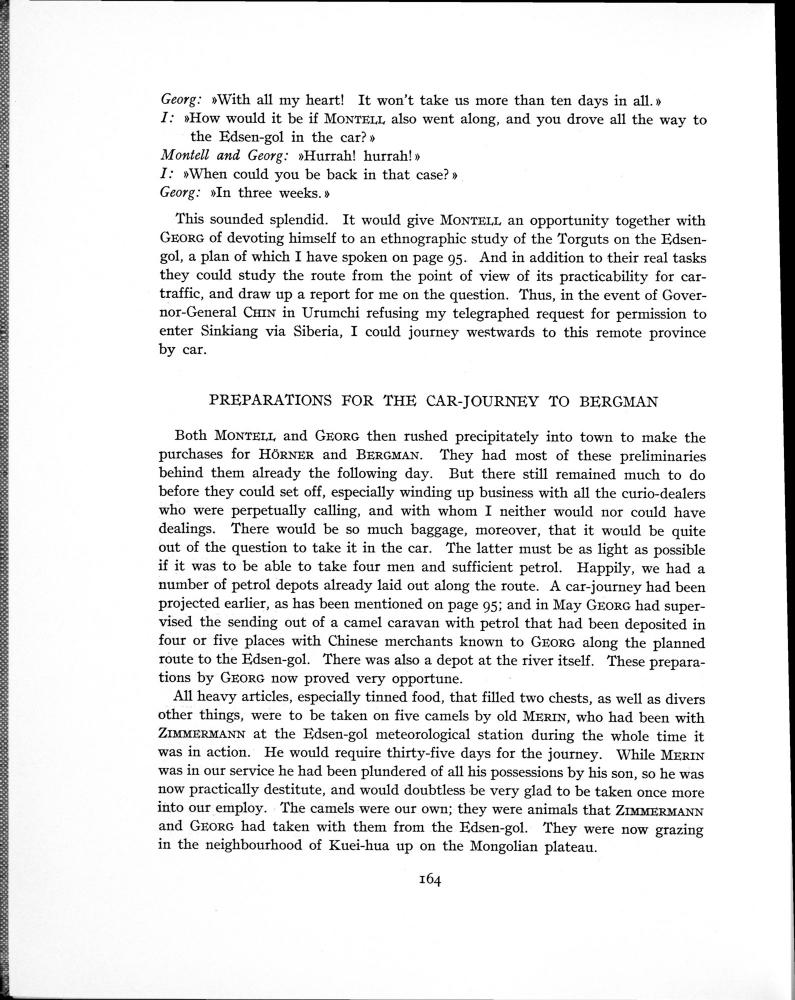 Georg: »With all my heart! It won't take us more than ten days in all.»
I: »How would it be if MONTELL also went along, and you drove all the way to
the Edsen-gol in the car?»
Montell and Georg: »Hurrah! hurrah!»
I: »When could you be back in that case?»
Georg: »In three weeks.»
This sounded splendid. It would give MONTELL an opportunity together with
GEORG of devoting himself to an ethnographic study of the Torguts on the Edsen-
gol, a plan of which I have spoken on page 95. And in addition to their real tasks
they could study the route from the point of view of its practicability for car-
traffic, and draw up a report for me on the question. Thus, in the event of Gover-
nor-General CHIN in Urumchi refusing my telegraphed request for permission to
enter Sinkiang via Siberia, I could journey westwards to this remote province
by car.
PREPARATIONS FOR THE CAR-JOURNEY TO BERGMAN
Both MONTELL and GEORG then rushed precipitately into town to make the
purchases for HÖRNER and BERGMAN. They had most of these preliminaries
behind them already the following day. But there still remained much to do
before they could set off, especially winding up business with all the curio-dealers
who were perpetually calling, and with whom I neither would nor could have
dealings. There would be so much baggage, moreover, that it would be quite
out of the question to take it in the car. The latter must be as light as possible
if it was to be able to take four men and sufficient petrol. Happily, we had a
number of petrol depots already laid out along the route. A car-journey had been
projected earlier, as has been mentioned on page 95; and in May GEORG had super-
vised the sending out of a camel caravan with petrol that had been deposited in
four or five places with Chinese merchants known to GEORG along the planned
route to the Edsen-gol. There was also a depot at the river itself. These prepara-
tions by GEORG now proved very opportune.
All heavy articles, especially tinned food, that filled two chests, as well as divers
other things, were to be taken on five camels by old MERIN, who had been with
ZIMMERMANN at the Edsen-gol meteorological station during the whole time it
was in action. He would require thirty-five days for the journey. While MERIN
was in our service he had been plundered of all his possessions by his son, so he was
now practically destitute, and would doubtless be very glad to be taken once more
into our employ. The camels were our own; they were animals that ZIMMERMANN
and GEORG had taken with them from the Edsen-gol. They were now grazing
in the neighbourhood of Kuei-hua up on the Mongolian plateau.
164